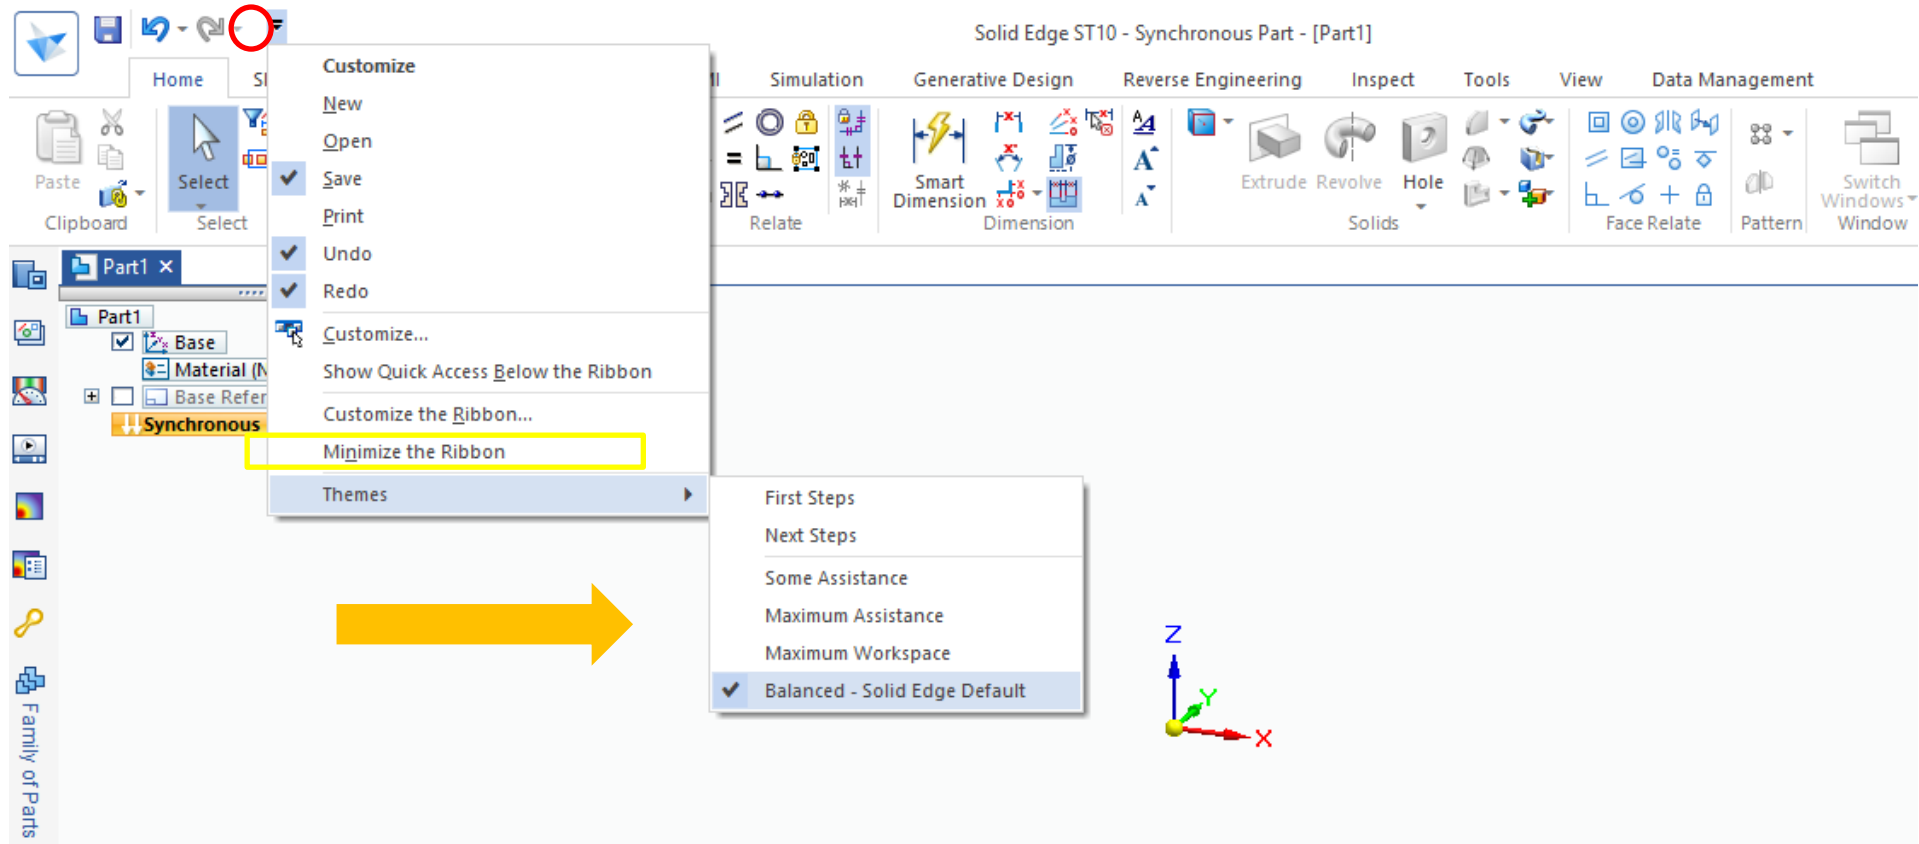 Solid Edge ST10 - Synchronous Part - [Part1]
Home
Simulation
Generative Design
Reverse Engineering
Inspect
Tools
View
Data Management
Customize
New
Open
Save
Print
Undo
Redo
Customize...
Show Quick Access Below the Ribbon
Customize the Ribbon...
Minimize the Ribbon
Themes
First Steps
Next Steps
Some Assistance
Maximum Assistance
Maximum Workspace
Balanced - Solid Edge Default
Paste
Clipboard
Select
Select
Relate
Smart
Dimension
Dimension
Extrude
Revolve
Hole
Solids
Face Relate
Pattern
Switch
Windows
Window
Part1
Part1
Base
Material (N
Base Refer
Synchronous
Family of Parts
Z
Y
X